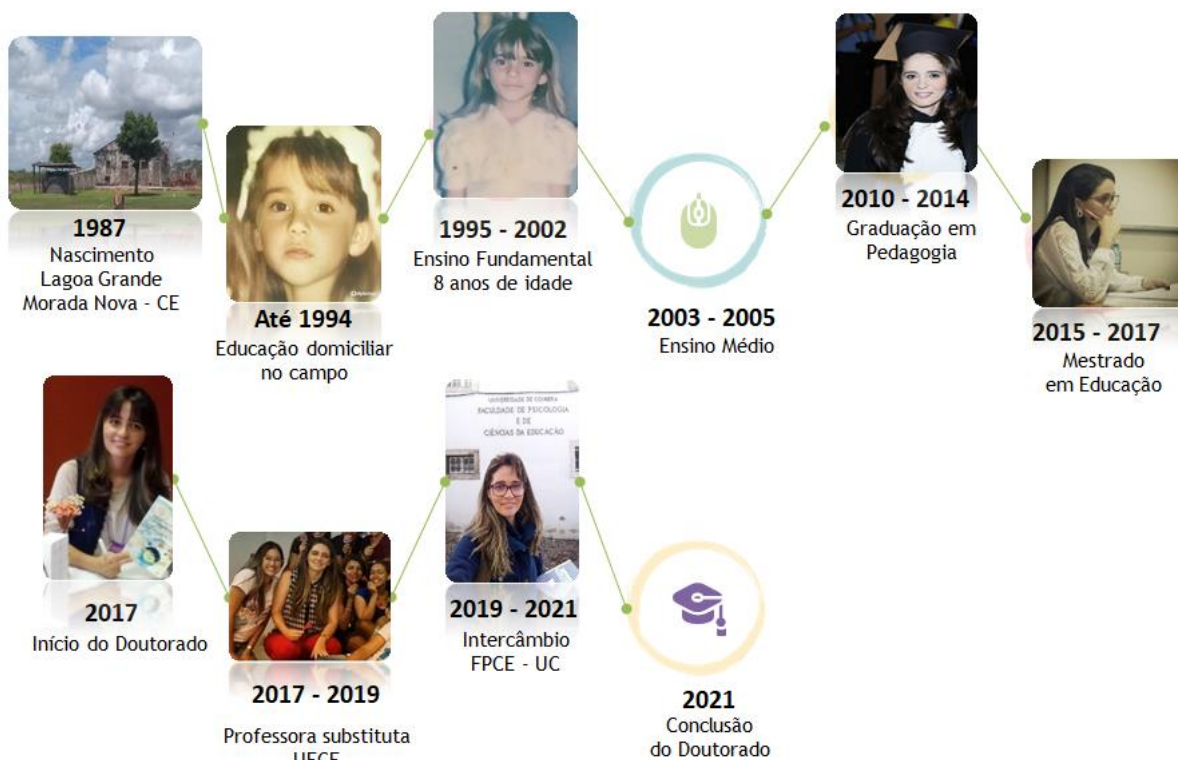 1987
Nascimento
Lagoa Grande
Morada Nova - CE
Até 1994
Educação domiciliar
no campo
1995 - 2002
Ensino Fundamental
8 anos de idade
2003 - 2005
Ensino Médio
2010 - 2014
Graduação em
Pedagogia
2015 - 2017
Mestrado
em Educação
2017
Início do Doutorado
2017 - 2019
Professora substituta
UNIVERSIDADE DE COIMBRA
FACULDADE DE PSICOLOGIA
E DE
CIÊNCIAS DA EDUCAÇÃO
2019 - 2021
Intercâmbio
FPCE - UC
2021
Conclusão
do Doutorado